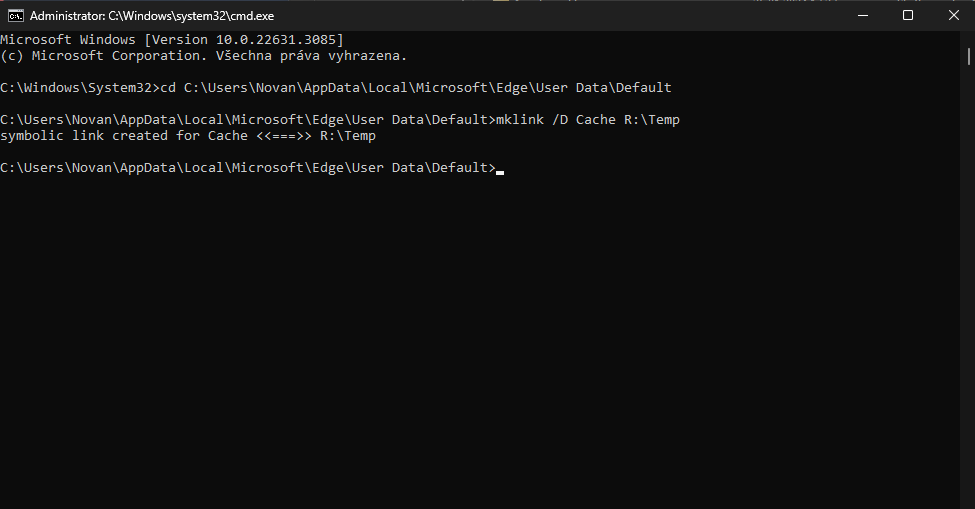 Administrator: C:\Windows\system32\cmd.exe
Microsoft Windows [Version 10.0.22631.3085]
(c) Microsoft Corporation. Všechna práva vyhrazena.
C:\Windows\System32>cd C:\Users\Novan\AppData\Local\Microsoft\Edge\User Data\Default
C:\Users\Novan\AppData\Local\Microsoft\Edge\User Data\Default>mklink /D Cache R:\Temp
symbolic link created for Cache <<===>> R:\Temp
C:\Users\Novan\AppData\Local\Microsoft\Edge\User Data\Default>